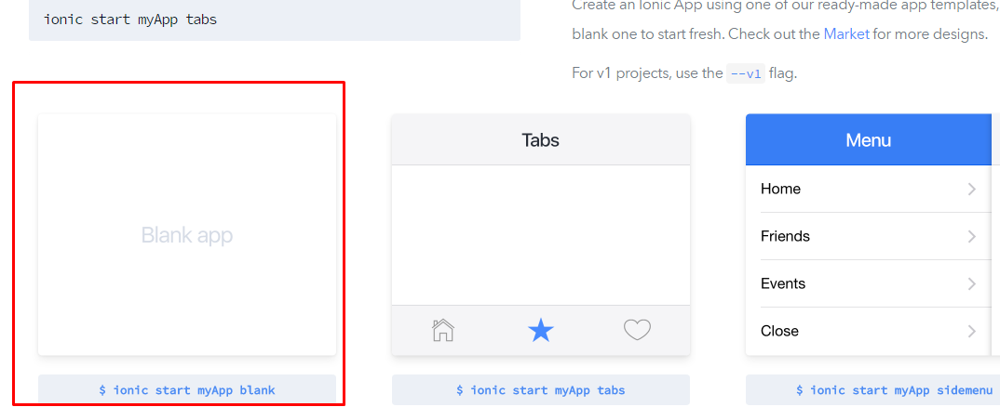 ionic start myApp tabs
Create an Ionic App using one of our ready-made app templates,
blank one to start fresh. Check out the Market for more designs.
For v1 projects, use the --v1 flag.
Blank app
$ ionic start myApp blank
Tabs
$ ionic start myApp tabs
Menu
Home
Friends
Events
Close
$ ionic start myApp sidemenu